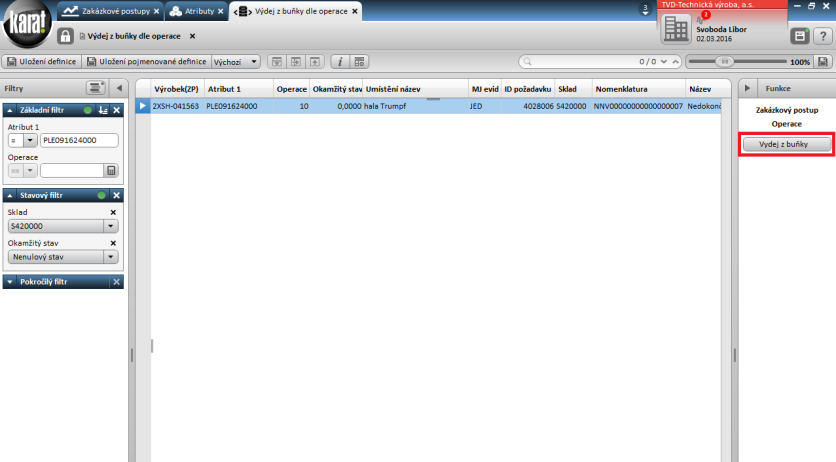 karat
Zakázkové postupy
Atributy
Výdej z buňky dle operace
3
TVD-Technická výroba, a.s.
2
Svoboda Libor
02.03.2016
Výdej z buňky dle operace
Uložení definice
Uložení pojmenované definice
Výchozí
0 / 0
100%
Filtry
Výrobek(ZP) Atribut 1 Operace Okamžitý stav Umístění název MJ evid ID požadavku Sklad Nomenklatura Název
Funkce
2XSH-041563 PLE091624000 10 0,0000 hala Trumpf JED 4028006 S420000 NNV00000000000000007 Nedokonč
Základní filtr
Atribut 1
= PLE091624000
Operace
Stavový filtr
Sklad
S420000
Okamžitý stav
Nenulový stav
Pokročilý filtr
Zakázkový postup
Operace
Vydej z buňky